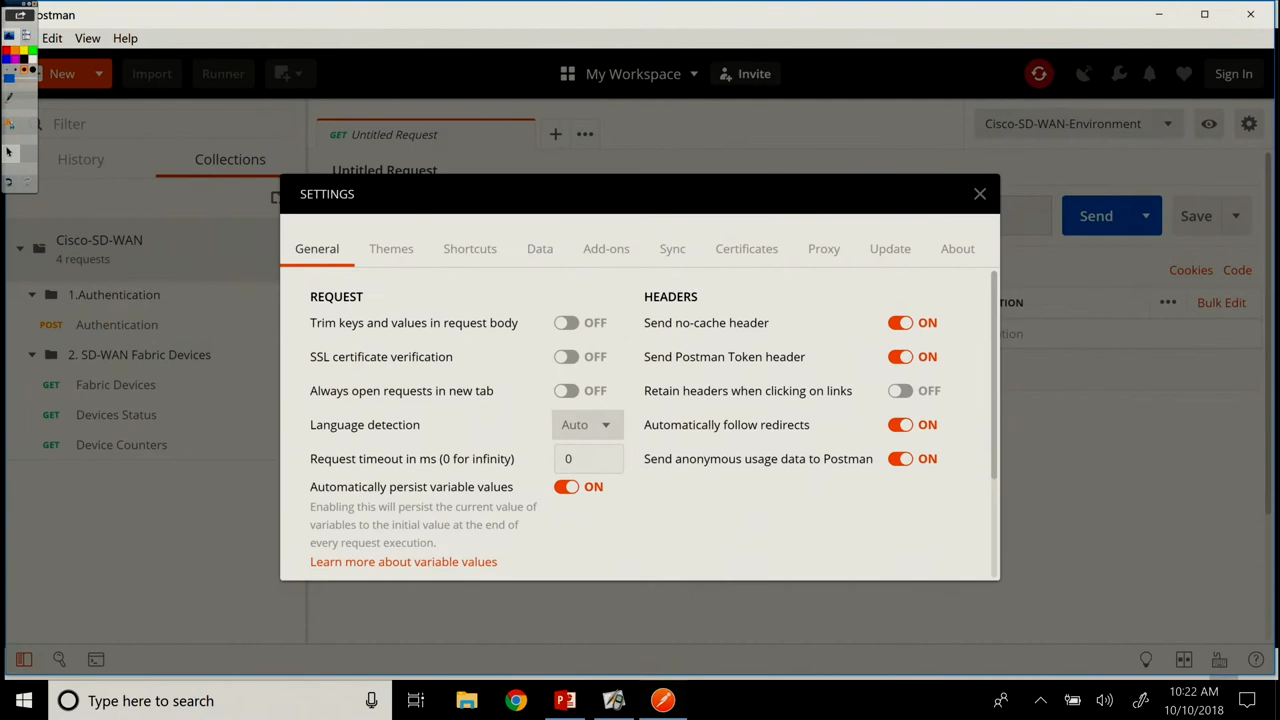 Postman
Edit View Help
New Import Runner My Workspace Invite Sign In
Filter
GET Untitled Request
Cisco-SD-WAN-Environment
History Collections
Untitled Request
SETTINGS
Send Save
Cisco-SD-WAN
4 requests
General Themes Shortcuts Data Add-ons Sync Certificates Proxy Update About
Cookies Code
1.Authentication
REQUEST HEADERS
Bulk Edit
POST Authentication
Trim keys and values in request body OFF Send no-cache header ON
2. SD-WAN Fabric Devices
SSL certificate verification OFF Send Postman Token header ON
GET Fabric Devices
Always open requests in new tab OFF Retain headers when clicking on links OFF
GET Devices Status
Language detection Auto Automatically follow redirects ON
GET Device Counters
Request timeout in ms (0 for infinity) 0 Send anonymous usage data to Postman ON
Automatically persist variable values ON
Enabling this will persist the current value of
variables to the initial value at the end of
every request execution.
Learn more about variable values
Type here to search
10:22 AM
10/10/2018